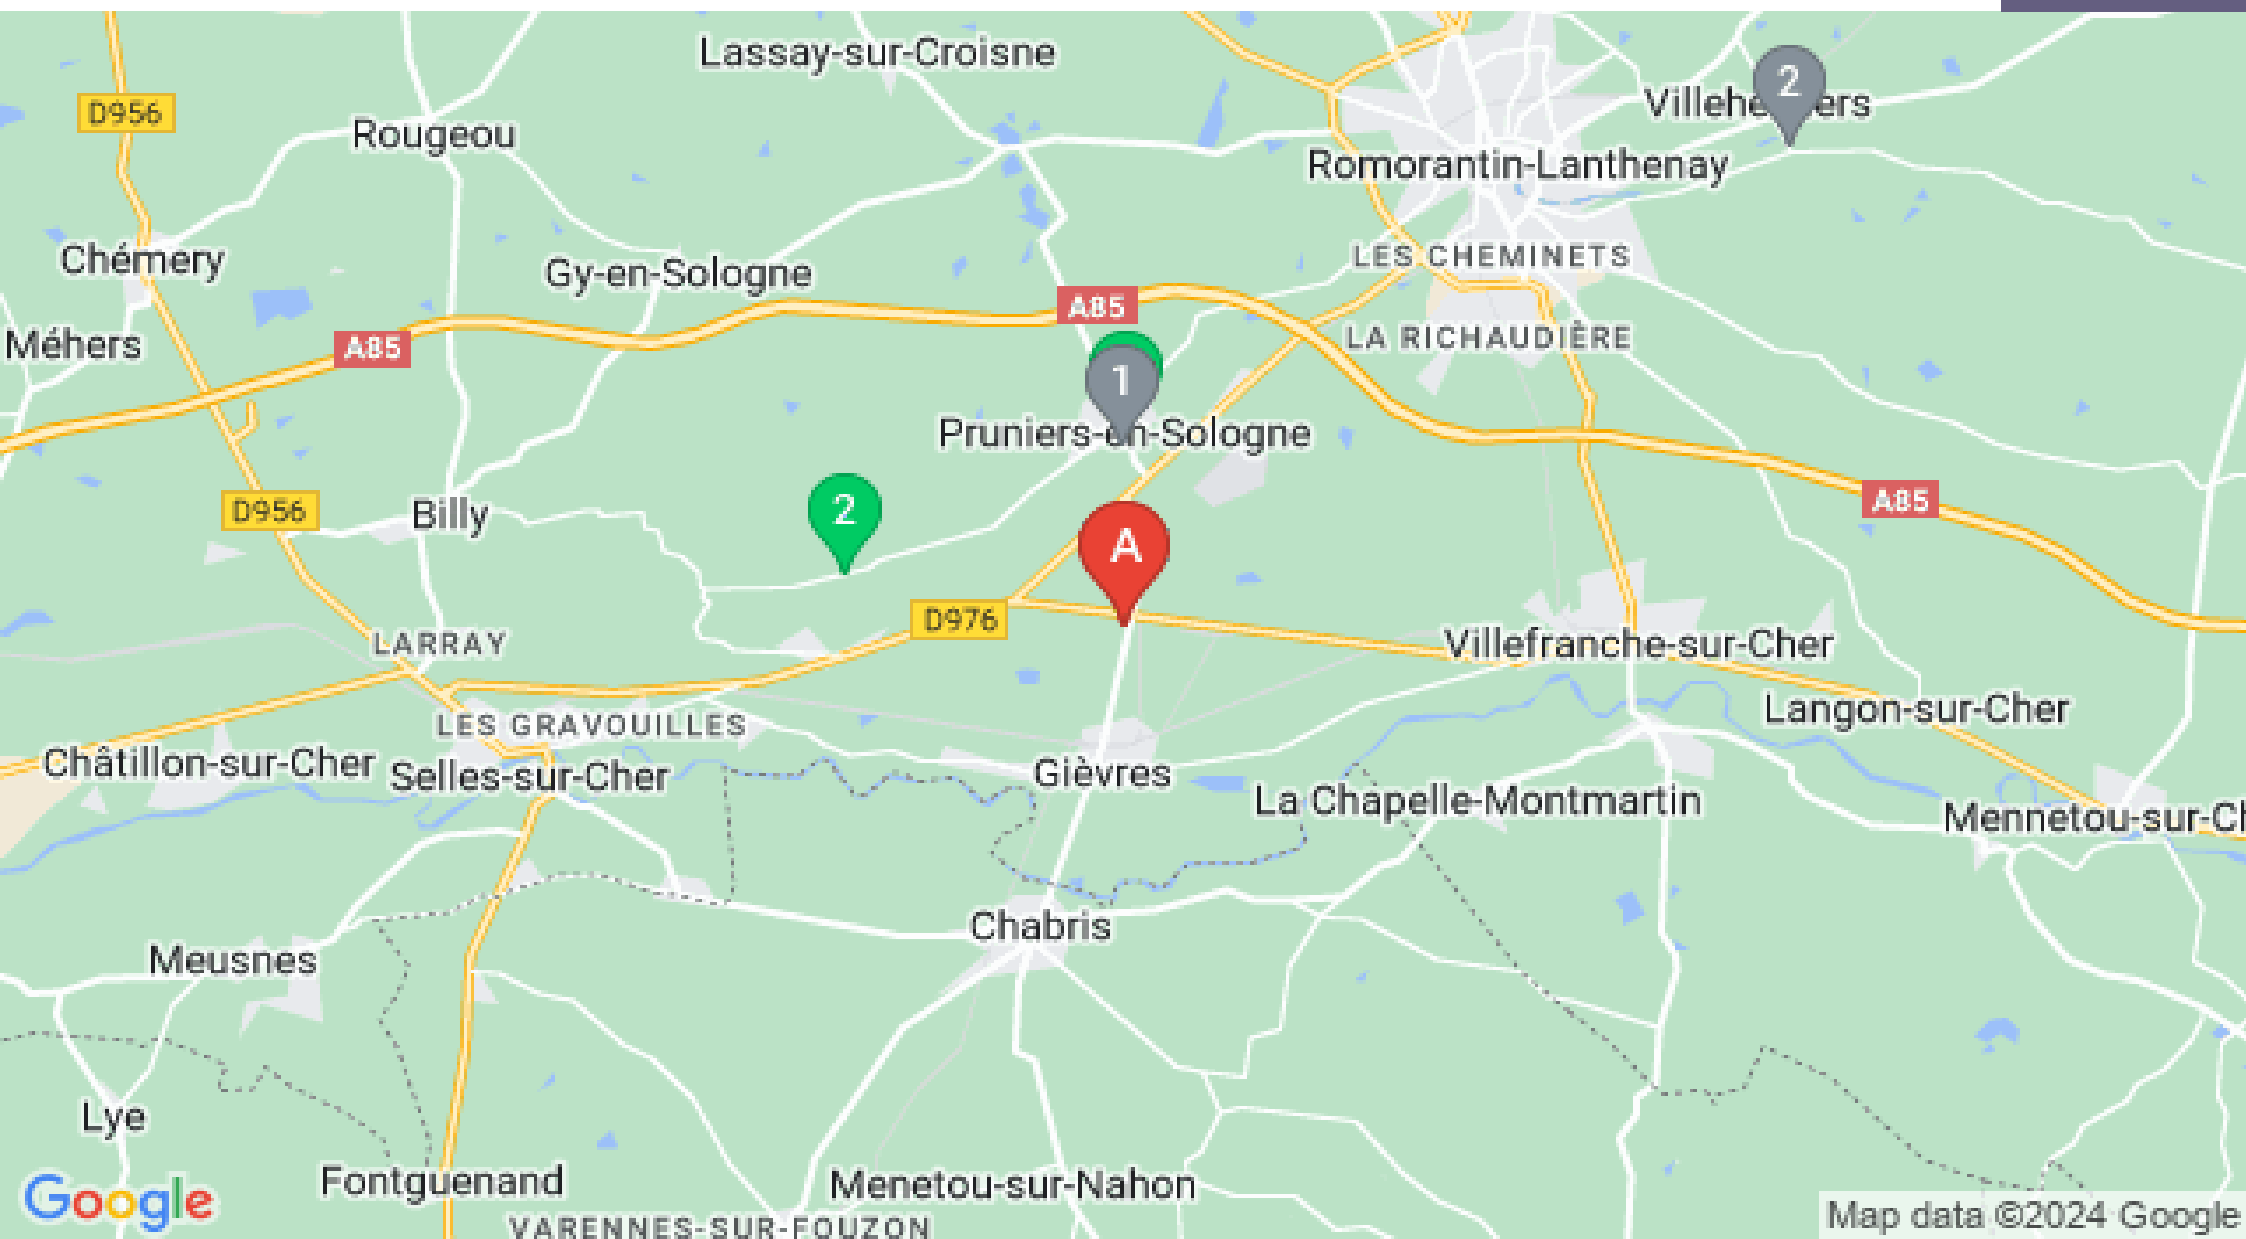 Lassay-sur-Croisne
D956
2
Villehe ers
Rougeou
Romorantin-Lanthenay
Chémery
LES CHEMINETS
Gy-en-Sologne
A85
LA RICHAUDIÈRE
Méhers
A85
1
Pruniers-en-Sologne
A85
D956
Billy
2
A
D976
LARRAY
Villefranche-sur-Cher
Langon-sur-Cher
LES GRAVOUILLES
Châtillon-sur-Cher
Selles-sur-Cher
Gièvres
La Chapelle-Montmartin
Mennetou-sur-Ch
Chabris
Meusnes
Lye
Fontguenand
Menetou-sur-Nahon
Google
VARENNES-SUR-FOUZON
Map data ©2024 Google